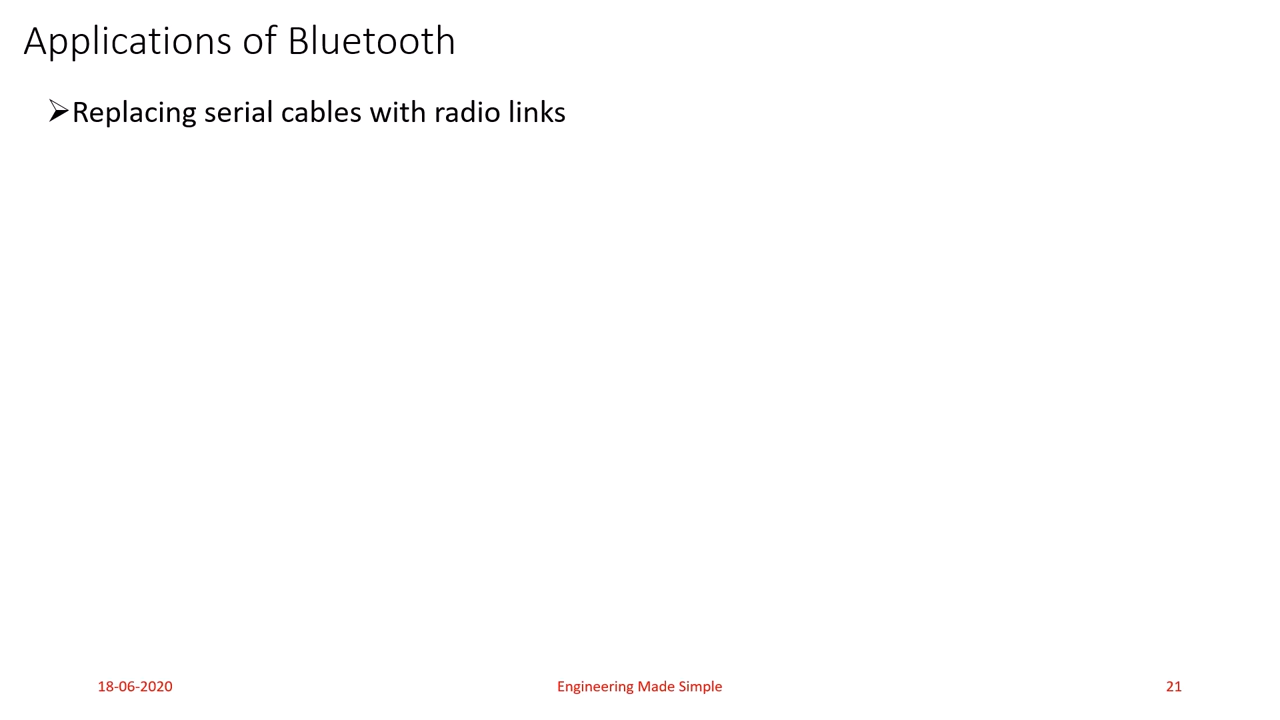 Applications of Bluetooth
➢Replacing serial cables with radio links
18-06-2020
Engineering Made Simple
21